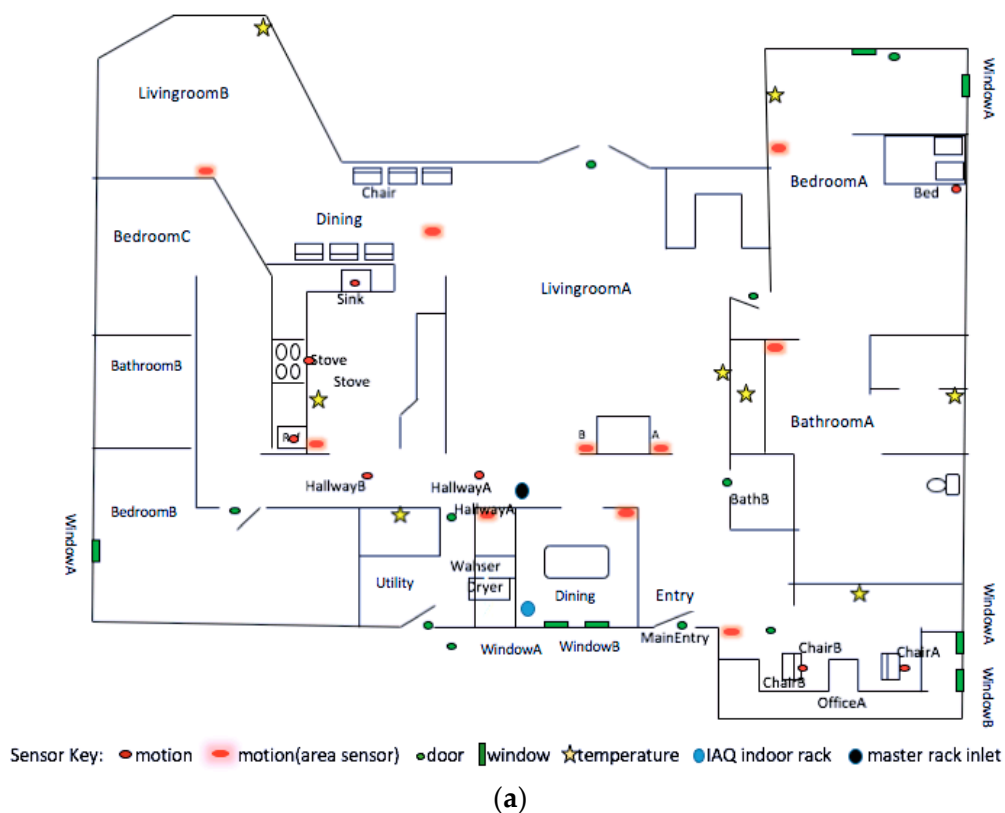 WindowA
LivingroomB
BedroomA
Chair
Bed
Dining
BedroomC
LivingroomA
Sink
Stove
Stove
BathroomB
BathroomA
Ref
B
A
HallwayB
HallwayA
HallwayA
BathB
BedroomB
WindowA
Utility
Wahser
Dryer
Dining
Entry
MainEntry
WindowA
WindowB
WindowA
ChairB
ChairA
ChairB
OfficeA
WindowB
Sensor Key: motion motion(area sensor) door window temperature IAQ indoor rack master rack inlet
(a)